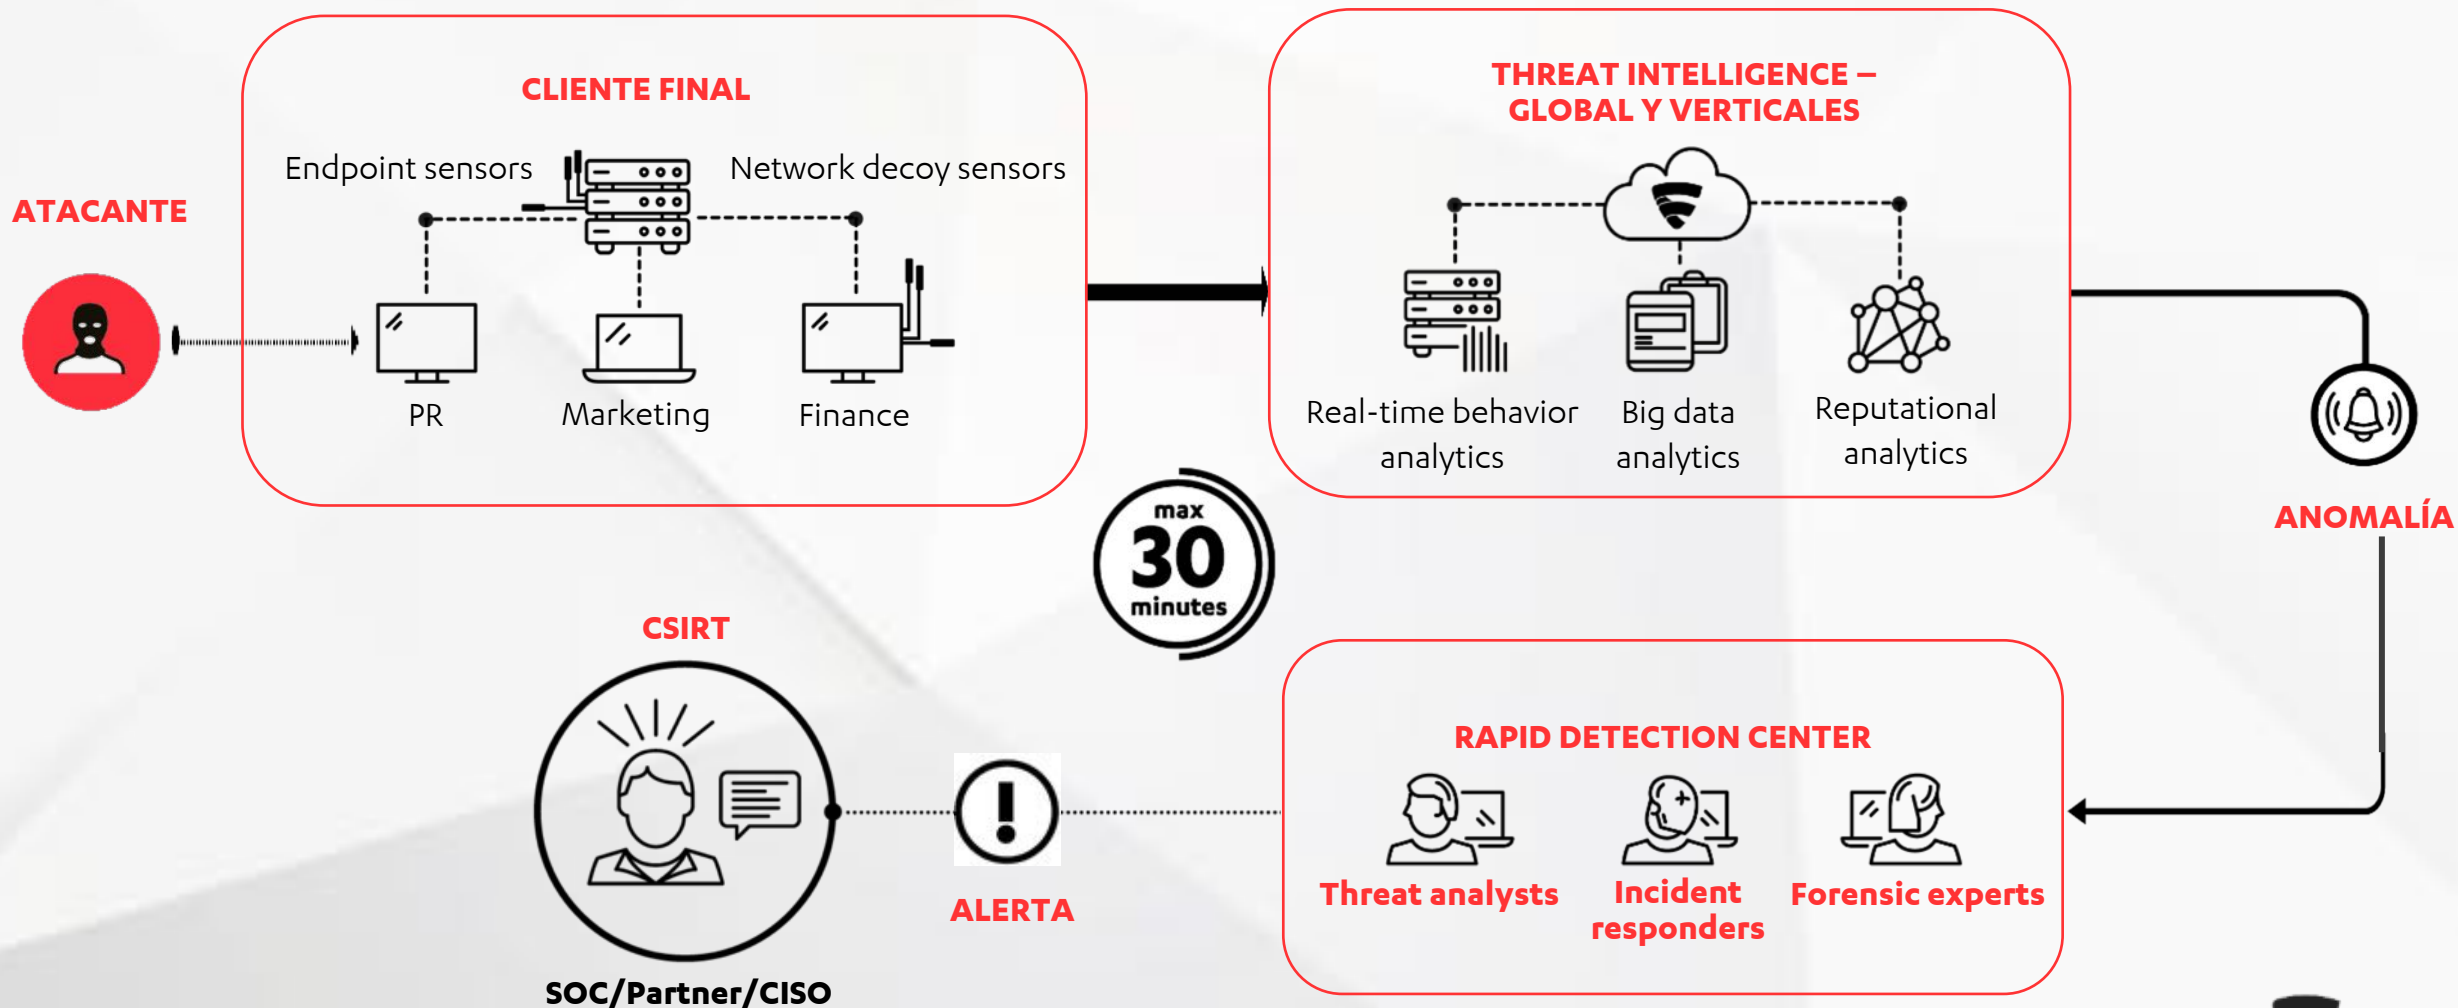 ATACANTE
CLIENTE FINAL
Endpoint sensors
Network decoy sensors
PR
Marketing
Finance
THREAT INTELLIGENCE –
GLOBAL Y VERTICALES
Real-time behavior
analytics
Big data
analytics
Reputational
analytics
ANOMALÍA
max
30
minutes
RAPID DETECTION CENTER
Threat analysts
Incident
responders
Forensic experts
ALERTA
CSIRT
SOC/Partner/CISO